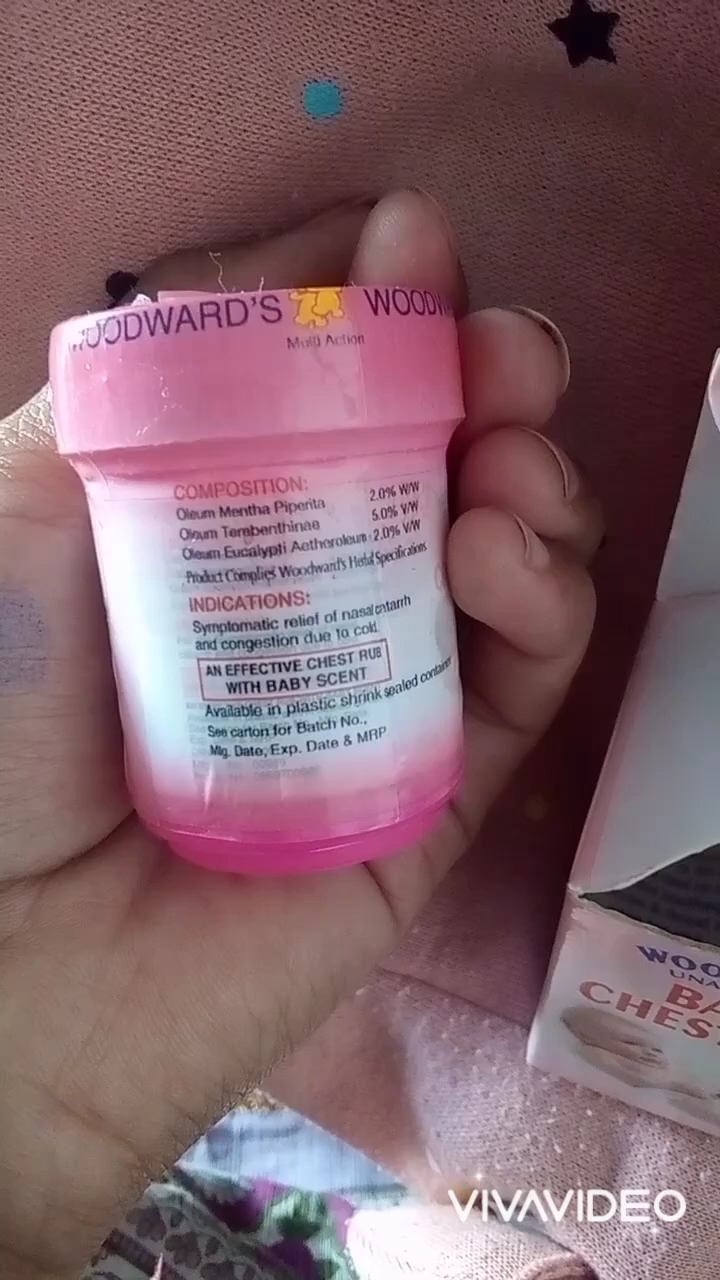 WOODWARD'S WOODW
Multi Action
COMPOSITION:
Oleum Mentha Piperita 2.0% W/W
Oleum Terebenthinae 5.0% V/W
Oleum Eucalypti Aetheroleum 2.0% V/W
Product Complies Woodward's Herbal Specifications
INDICATIONS:
Symptomatic relief of nasal catarrh
and congestion due to cold.
AN EFFECTIVE CHEST RUB
WITH BABY SCENT
Available in plastic shrink sealed container
See carton for Batch No.,
Mfg. Date, Exp. Date & MRP
WOO
UNA
BA
CHES
VIVAVIDEO